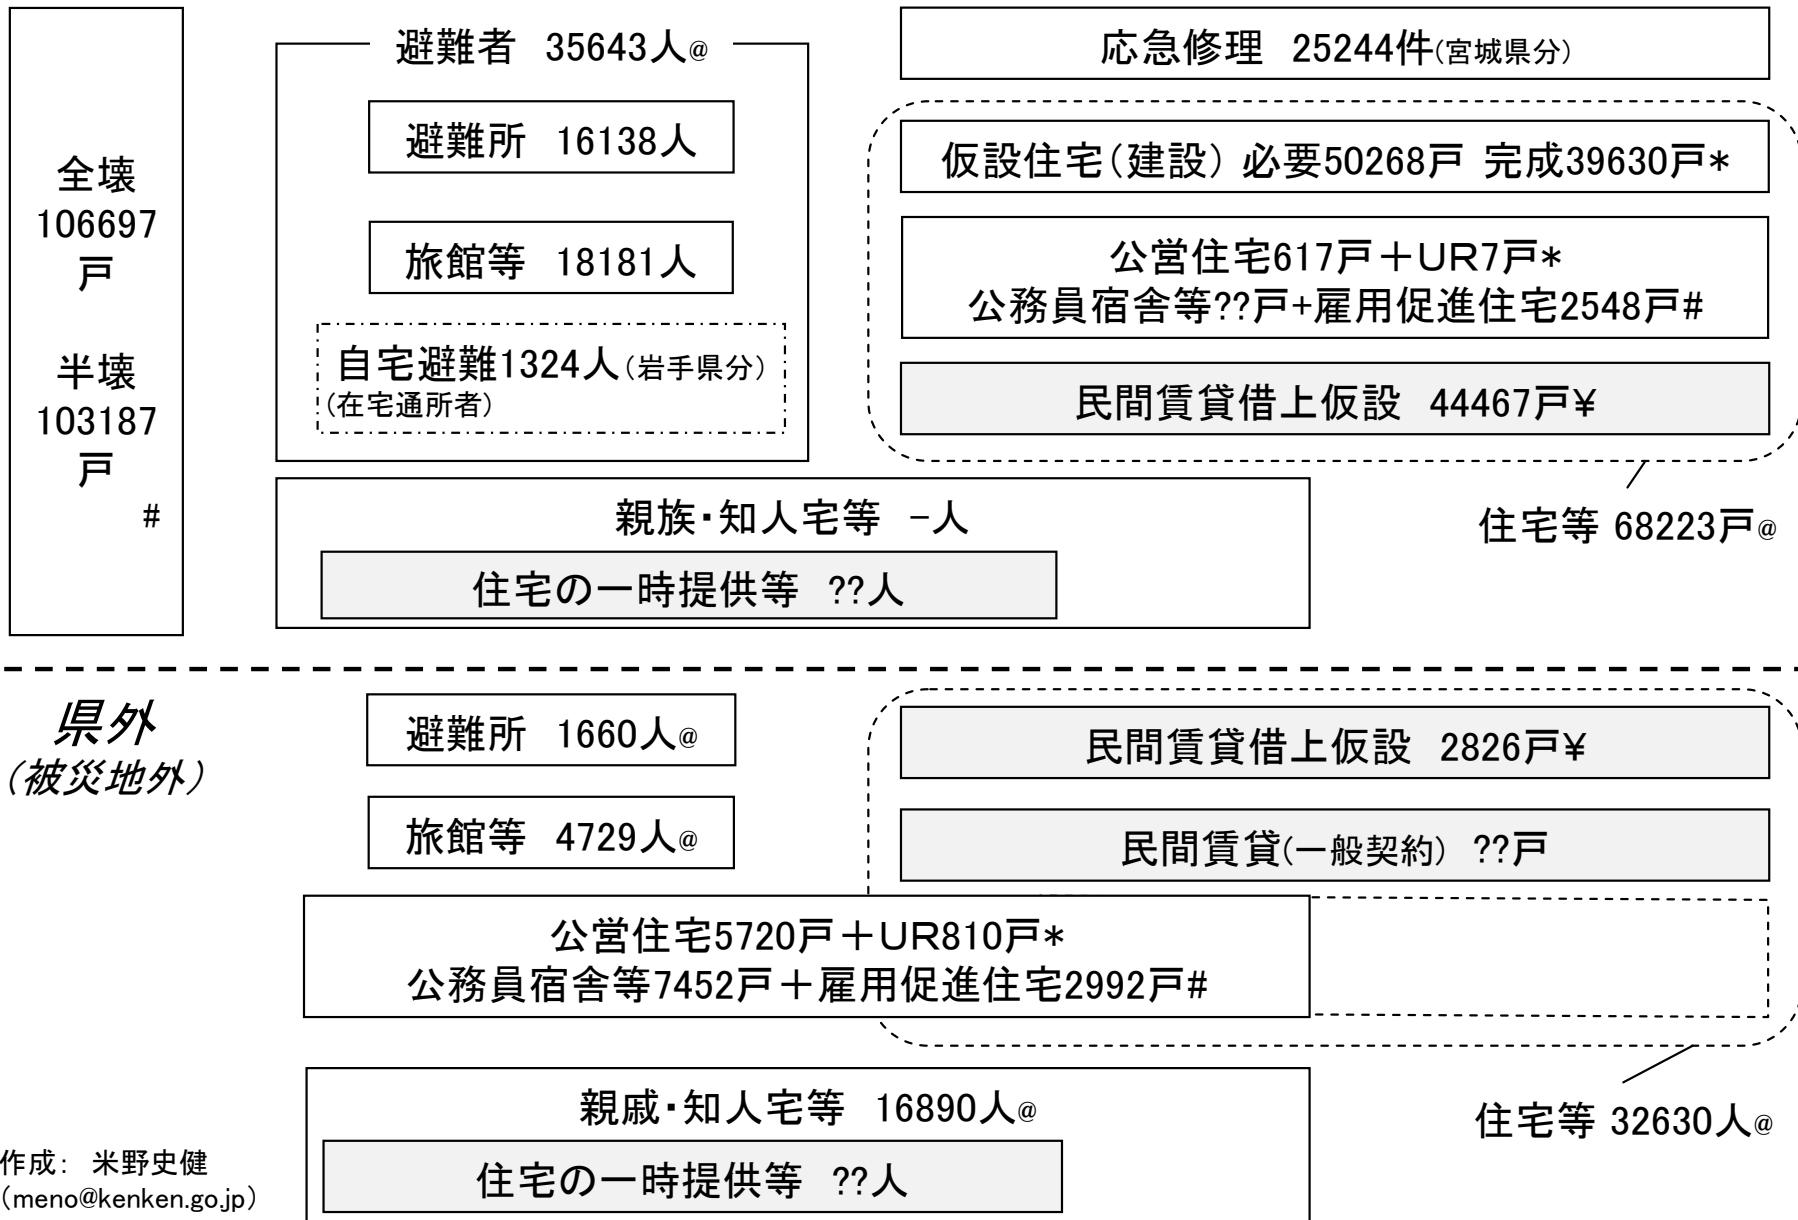 全壊
106697
戸
半壊
103187
戸
#
避難者 35643人@
避難所 16138人
旅館等 18181人
自宅避難1324人(岩手県分)
(在宅通所者)
応急修理 25244件(宮城県分)
仮設住宅(建設) 必要50268戸 完成39630戸*
公営住宅617戸＋UR7戸*
公務員宿舎等??戸+雇用促進住宅2548戸#
民間賃貸借上仮設 44467戸¥
住宅等 68223戸@
親族・知人宅等 −人
住宅の一時提供等 ??人
県外
(被災地外)
避難所 1660人@
旅館等 4729人@
民間賃貸借上仮設 2826戸¥
民間賃貸(一般契約) ??戸
公営住宅5720戸＋UR810戸*
公務員宿舎等7452戸＋雇用促進住宅2992戸#
住宅等 32630人@
親戚・知人宅等 16890人@
住宅の一時提供等 ??人
作成： 米野史健
(meno@kenken.go.jp)